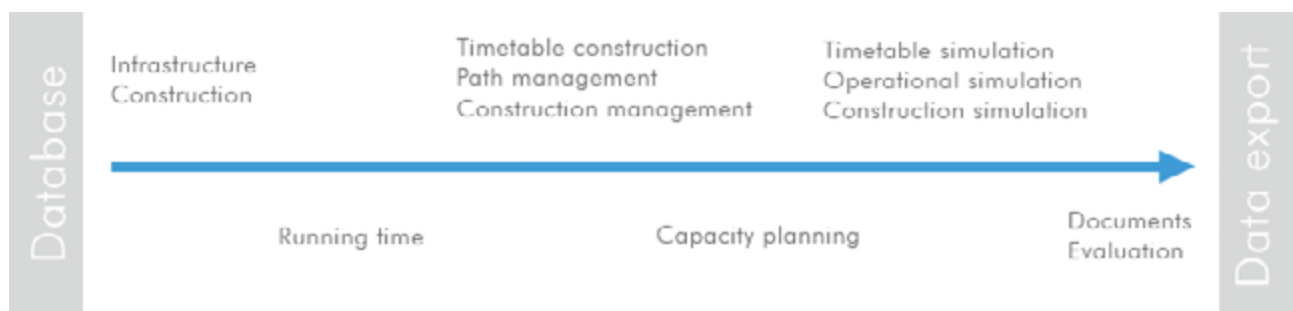 Database
Infrastructure
Construction
Timetable construction
Path management
Construction management
Timetable simulation
Operational simulation
Construction simulation
Running time
Capacity planning
Documents
Evaluation
Data export